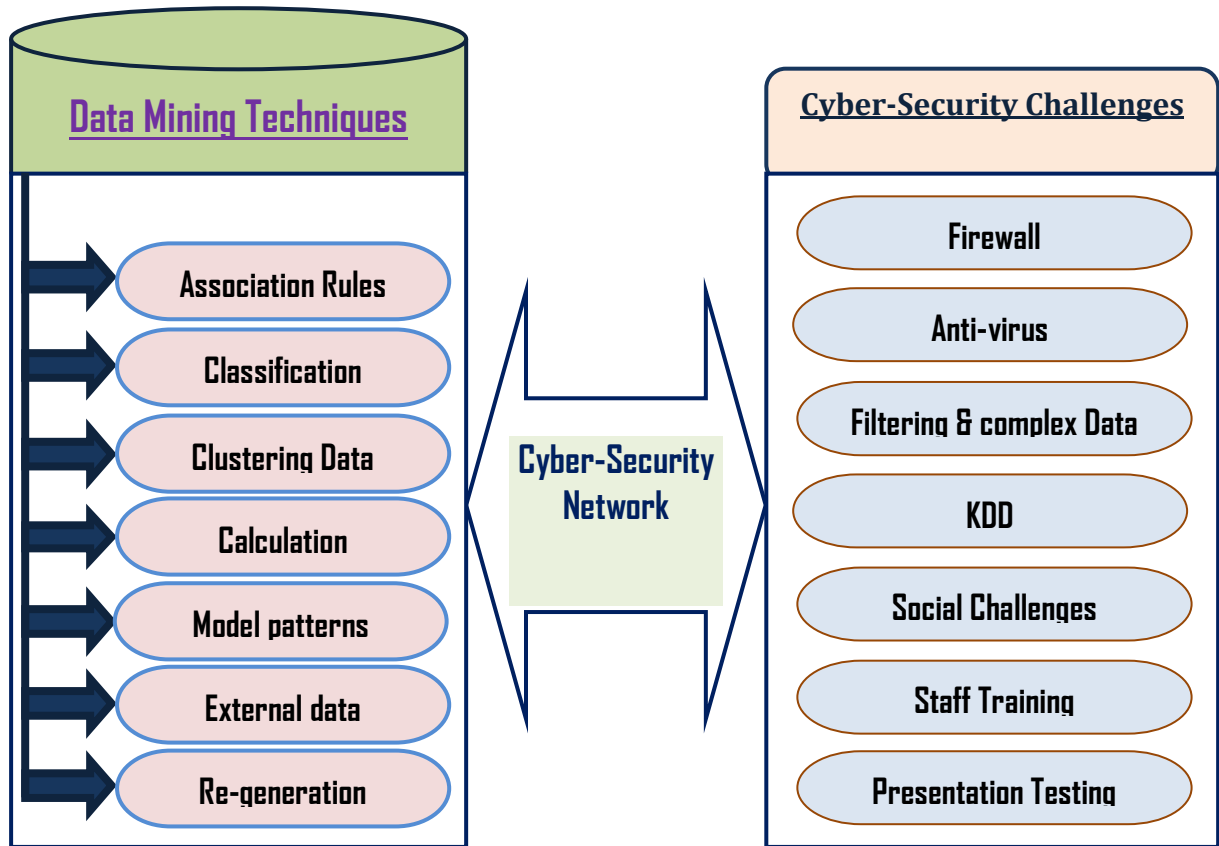 Data Mining Techniques
Association Rules
Classification
Clustering Data
Calculation
Model patterns
External data
Re-generation
Cyber-Security
Network
Cyber-Security Challenges
Firewall
Anti-virus
Filtering & complex Data
KDD
Social Challenges
Staff Training
Presentation Testing